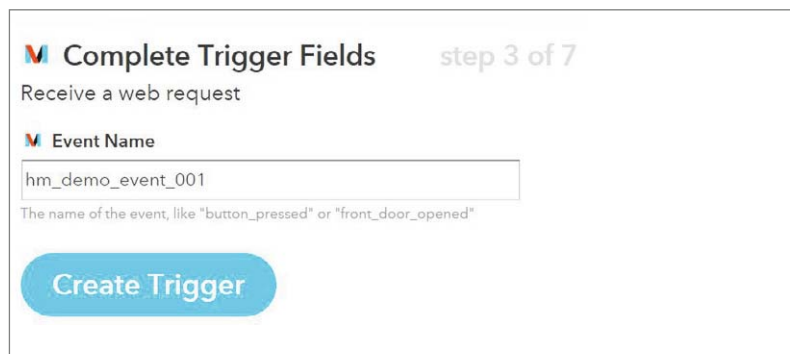 Complete Trigger Fields step 3 of 7
Receive a web request
Event Name
hm_demo_event_001
The name of the event, like "button_pressed" or "front_door_opened"
Create Trigger